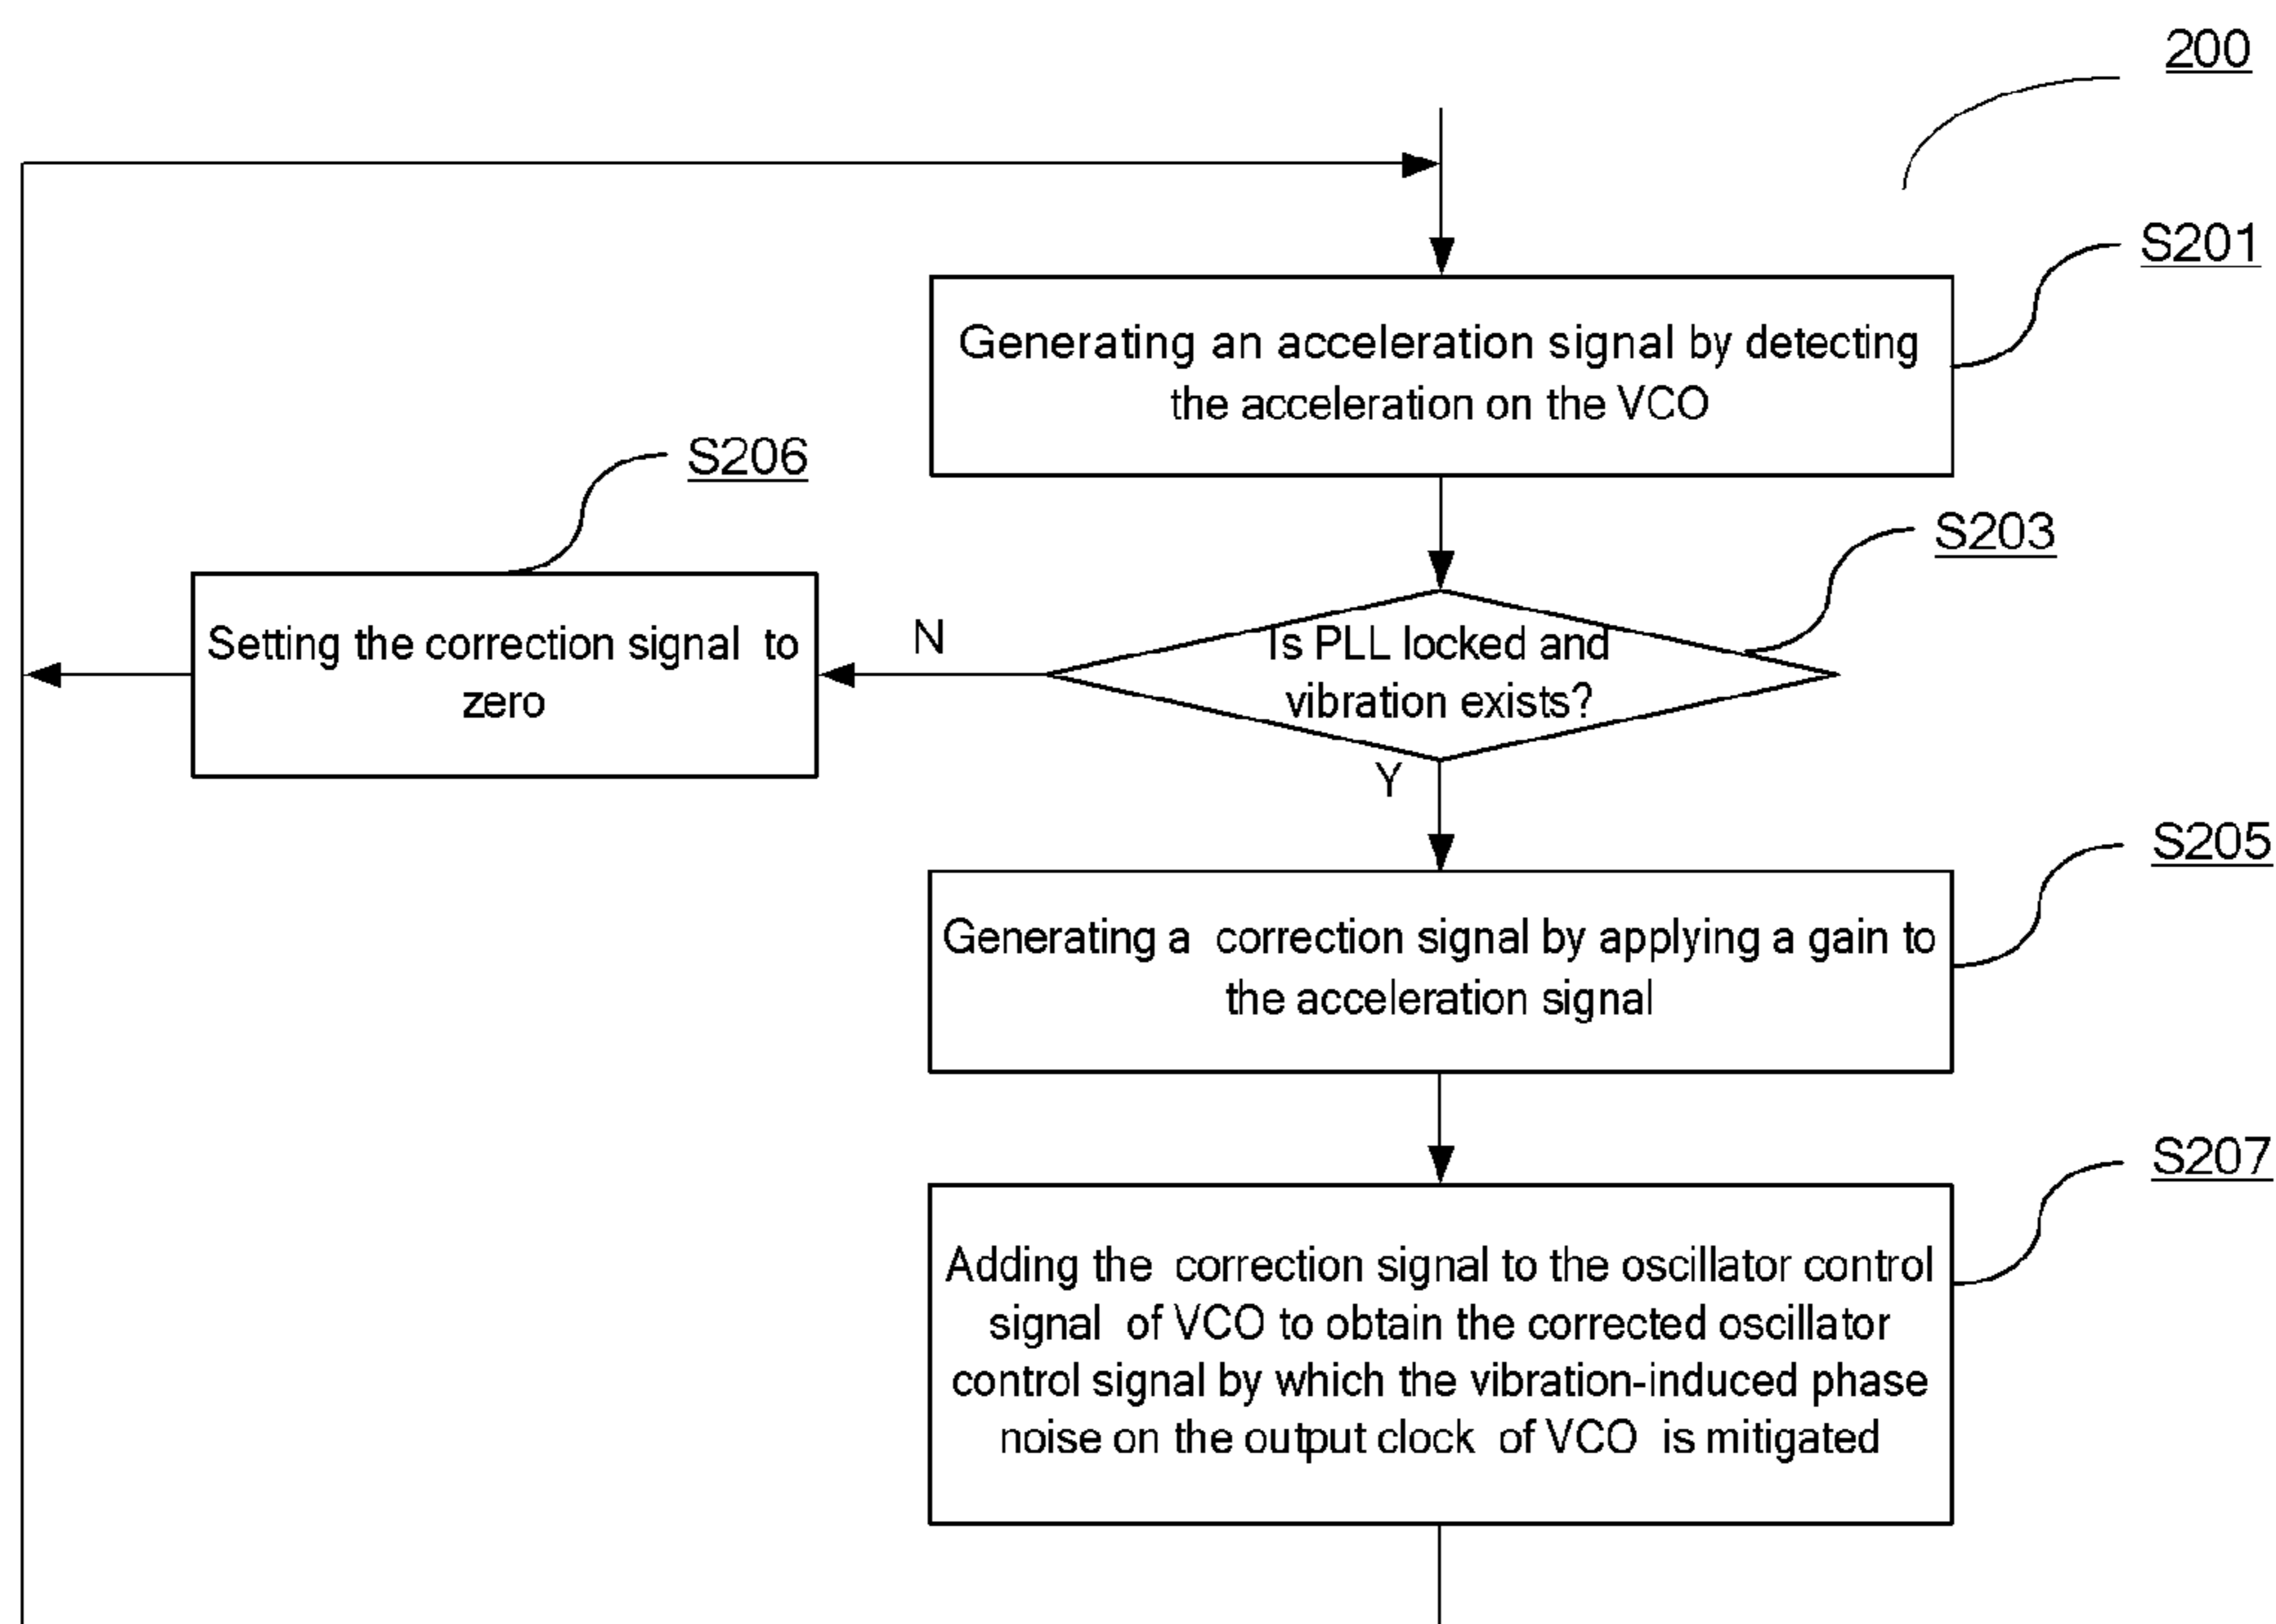 200
S201
Generating an acceleration signal by detecting
the acceleration on the VCO
S206
S203
Setting the correction signal to
zero
N
Is PLL locked and
vibration exists?
Y
S205
Generating a correction signal by applying a gain to
the acceleration signal
S207
Adding the correction signal to the oscillator control
signal of VCO to obtain the corrected oscillator
control signal by which the vibration-induced phase
noise on the output clock of VCO is mitigated